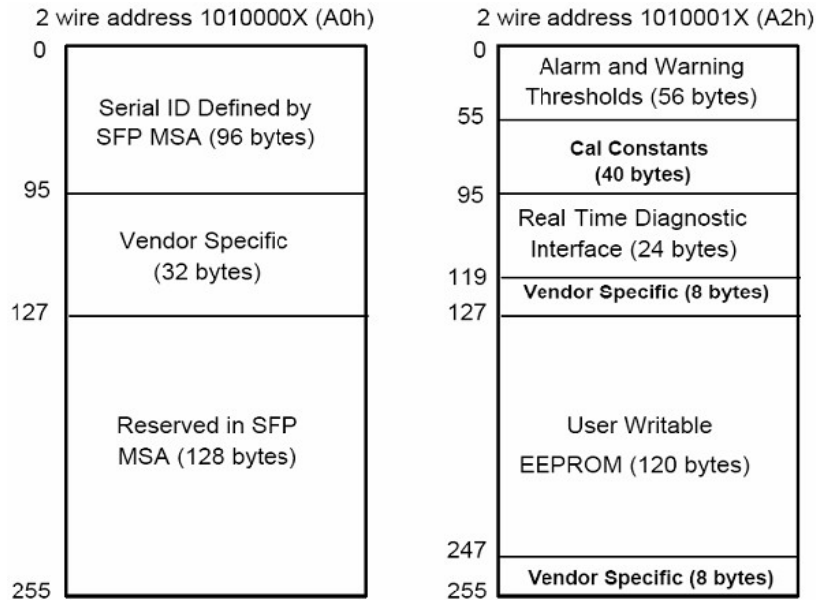 2 wire address 1010000X (A0h)
0
Serial ID Defined by
SFP MSA (96 bytes)
95
Vendor Specific
(32 bytes)
127
Reserved in SFP
MSA (128 bytes)
255
2 wire address 1010001X (A2h)
0
Alarm and Warning
Thresholds (56 bytes)
55
Cal Constants
(40 bytes)
95
Real Time Diagnostic
Interface (24 bytes)
119
Vendor Specific (8 bytes)
127
User Writable
EEPROM (120 bytes)
247
Vendor Specific (8 bytes)
255